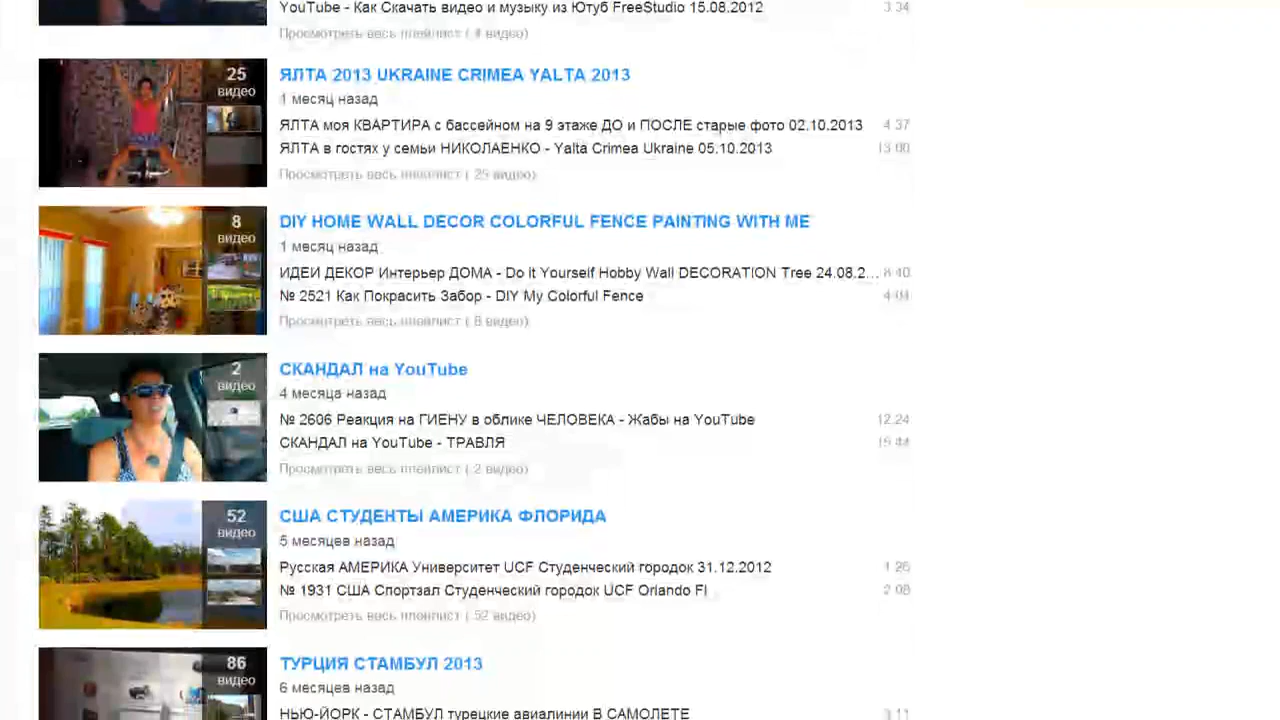 YouTube - Как Скачать видео и музыку из Ютуб FreeStudio 15.08.2012 3:34
Просмотреть весь плейлист ( 4 видео)
25
видео
ЯЛТА 2013 UKRAINE CRIMEA YALTA 2013
1 месяц назад
ЯЛТА моя КВАРТИРА с бассейном на 9 этаже ДО и ПОСЛЕ старые фото 02.10.2013 4:37
ЯЛТА в гостях у семьи НИКОЛАЕНКО - Yalta Crimea Ukraine 05.10.2013 13:00
Просмотреть весь плейлист ( 25 видео)
8
видео
DIY HOME WALL DECOR COLORFUL FENCE PAINTING WITH ME
1 месяц назад
ИДЕИ ДЕКОР Интерьер ДОМА - Do it Yourself Hobby Wall DECORATION Tree 24.08.2... 8:40
№ 2521 Как Покрасить Забор - DIY My Colorful Fence 4:04
Просмотреть весь плейлист ( 8 видео)
2
видео
СКАНДАЛ на YouTube
4 месяца назад
№ 2606 Реакция на ГИЕНУ в облике ЧЕЛОВЕКА - Жабы на YouTube 12:24
СКАНДАЛ на YouTube - ТРАВЛЯ
Просмотреть весь плейлист ( 2 видео)
52
видео
США СТУДЕНТЫ АМЕРИКА ФЛОРИДА
5 месяцев назад
Русская АМЕРИКА Университет UCF Студенческий городок 31.12.2012 1:26
№ 1931 США Спортзал Студенческий городок UCF Orlando Fl 2:08
Просмотреть весь плейлист ( 52 видео)
86
видео
ТУРЦИЯ СТАМБУЛ 2013
6 месяцев назад
НЬЮ-ЙОРК - СТАМБУЛ турецкие авиалинии В САМОЛЕТЕ 3:11